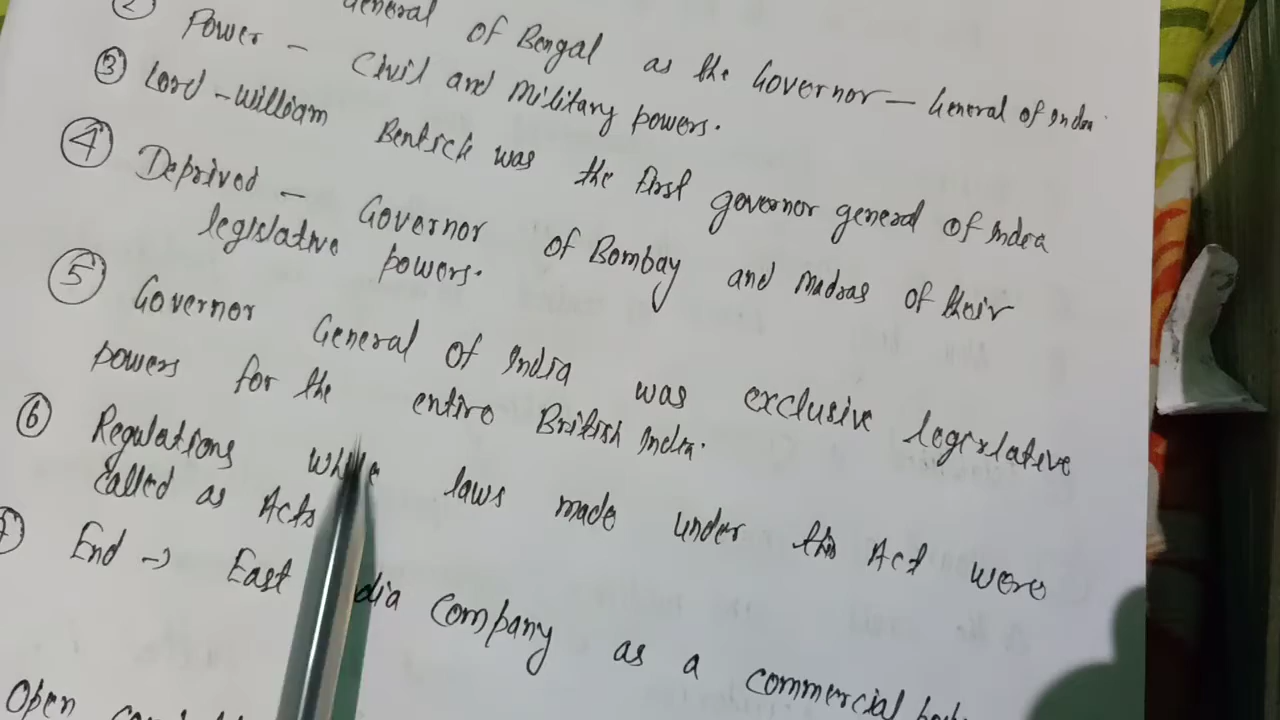 General of Bengal as the Governor - General of India.
② Power - Civil and Military powers.
③ Lord - William Bentick was the first governor general of India
④ Deprived - Governor of Bombay and Madras of their
legislative powers.
⑤ Governor General of India was exclusive legislative
powers for the entire British India.
⑥ Regulations while laws made under this Act were
called as Acts
End → East India Company as a commercial
Open